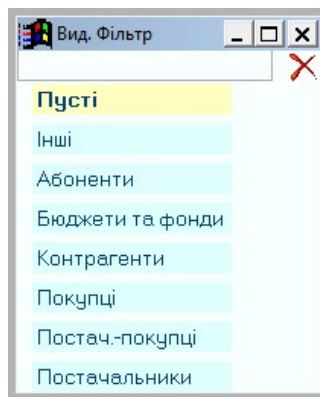 Вид. Фільтр
Пусті
Інші
Абоненти
Бюджети та фонди
Контрагенти
Покупці
Постач.-покупці
Постачальники